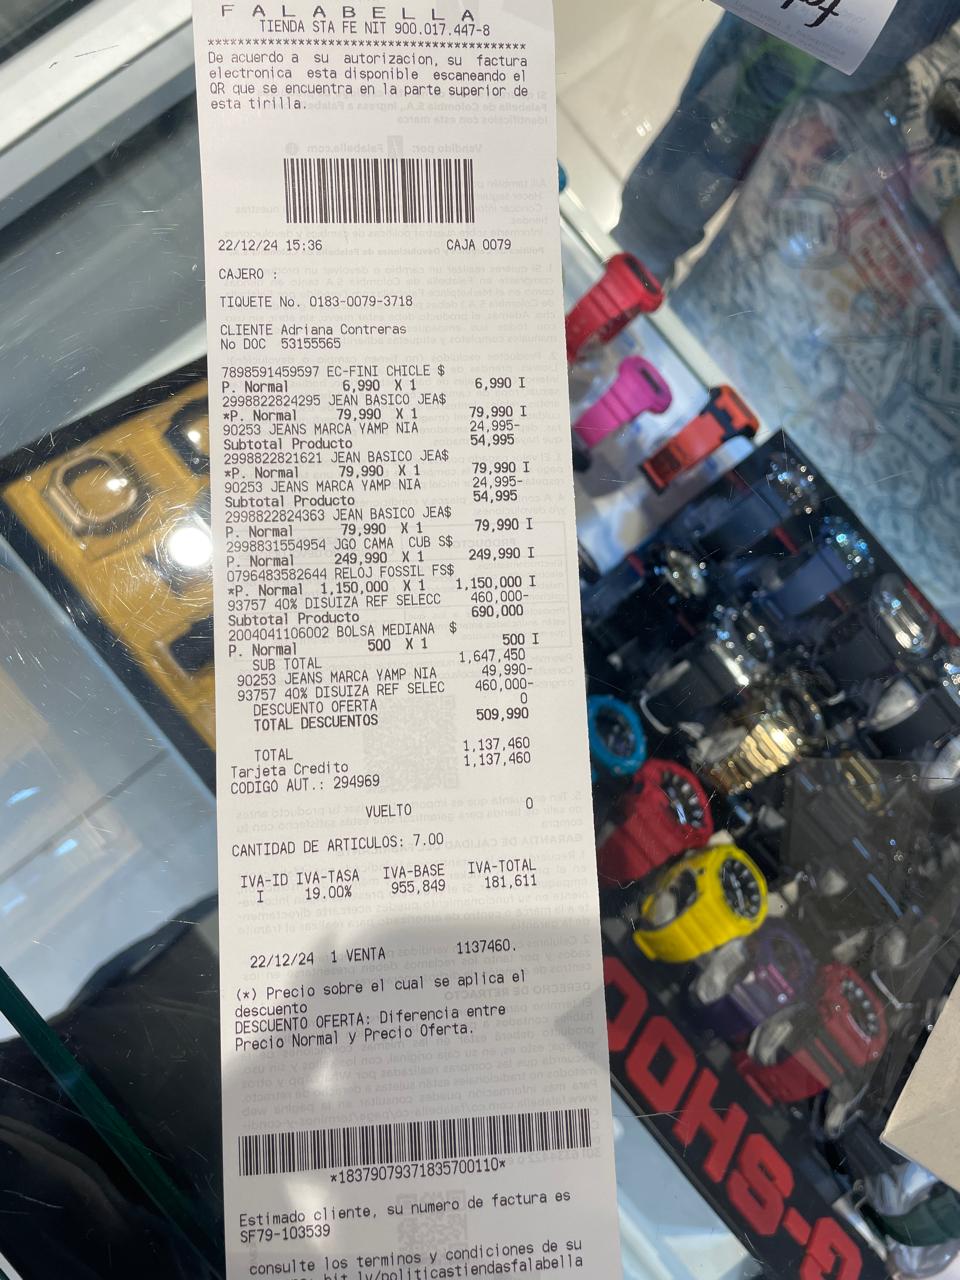 F A L A B E L L A
TIENDA STA FE NIT 900.017.447-8
****************************************
De acuerdo a su autorizacion, su factura
electronica esta disponible escaneando el
QR que se encuentra en la parte superior de
esta tirilla.
22/12/24 15:36 CAJA 0079
CAJERO :
TIQUETE No. 0183-0079-3718
CLIENTE Adriana Contreras
No DOC 53155565
7898591459597 EC-FINI CHICLE $
P. Normal 6,990 X 1 6,990 I
2998822824295 JEAN BASICO JEA$
*P. Normal 79,990 X 1 79,990 I
90253 JEANS MARCA YAMP NIA 24,995-
Subtotal Producto 54,995
2998822821621 JEAN BASICO JEA$
*P. Normal 79,990 X 1 79,990 I
90253 JEANS MARCA YAMP NIA 24,995-
Subtotal Producto 54,995
2998822824363 JEAN BASICO JEA$
P. Normal 79,990 X 1 79,990 I
2998831554954 JGO CAMA CUB S$
P. Normal 249,990 X 1 249,990 I
0796483582644 RELOJ FOSSIL FS$
*P. Normal 1,150,000 X 1 1,150,000 I
93757 40% DISUIZA REF SELECC 460,000-
Subtotal Producto 690,000
2004041106002 BOLSA MEDIANA $
P. Normal 500 X 1 500 I
SUB TOTAL 1,647,450
90253 JEANS MARCA YAMP NIA 49,990-
93757 40% DISUIZA REF SELEC 460,000-
DESCUENTO OFERTA 0
TOTAL DESCUENTOS 509,990
TOTAL 1,137,460
Tarjeta Credito 1,137,460
CODIGO AUT.: 294969
VUELTO 0
CANTIDAD DE ARTICULOS: 7.00
IVA-ID IVA-TASA IVA-BASE IVA-TOTAL
I 19.00% 955,849 181,611
22/12/24 1 VENTA 1137460.
(*) Precio sobre el cual se aplica el
descuento
DESCUENTO OFERTA: Diferencia entre
Precio Normal y Precio Oferta.
*18379079371835700110*
Estimado cliente, su numero de factura es
SF79-103539
consulte los terminos y condiciones de su
bit.ly/politicastiendasfalabella
G-SHOC